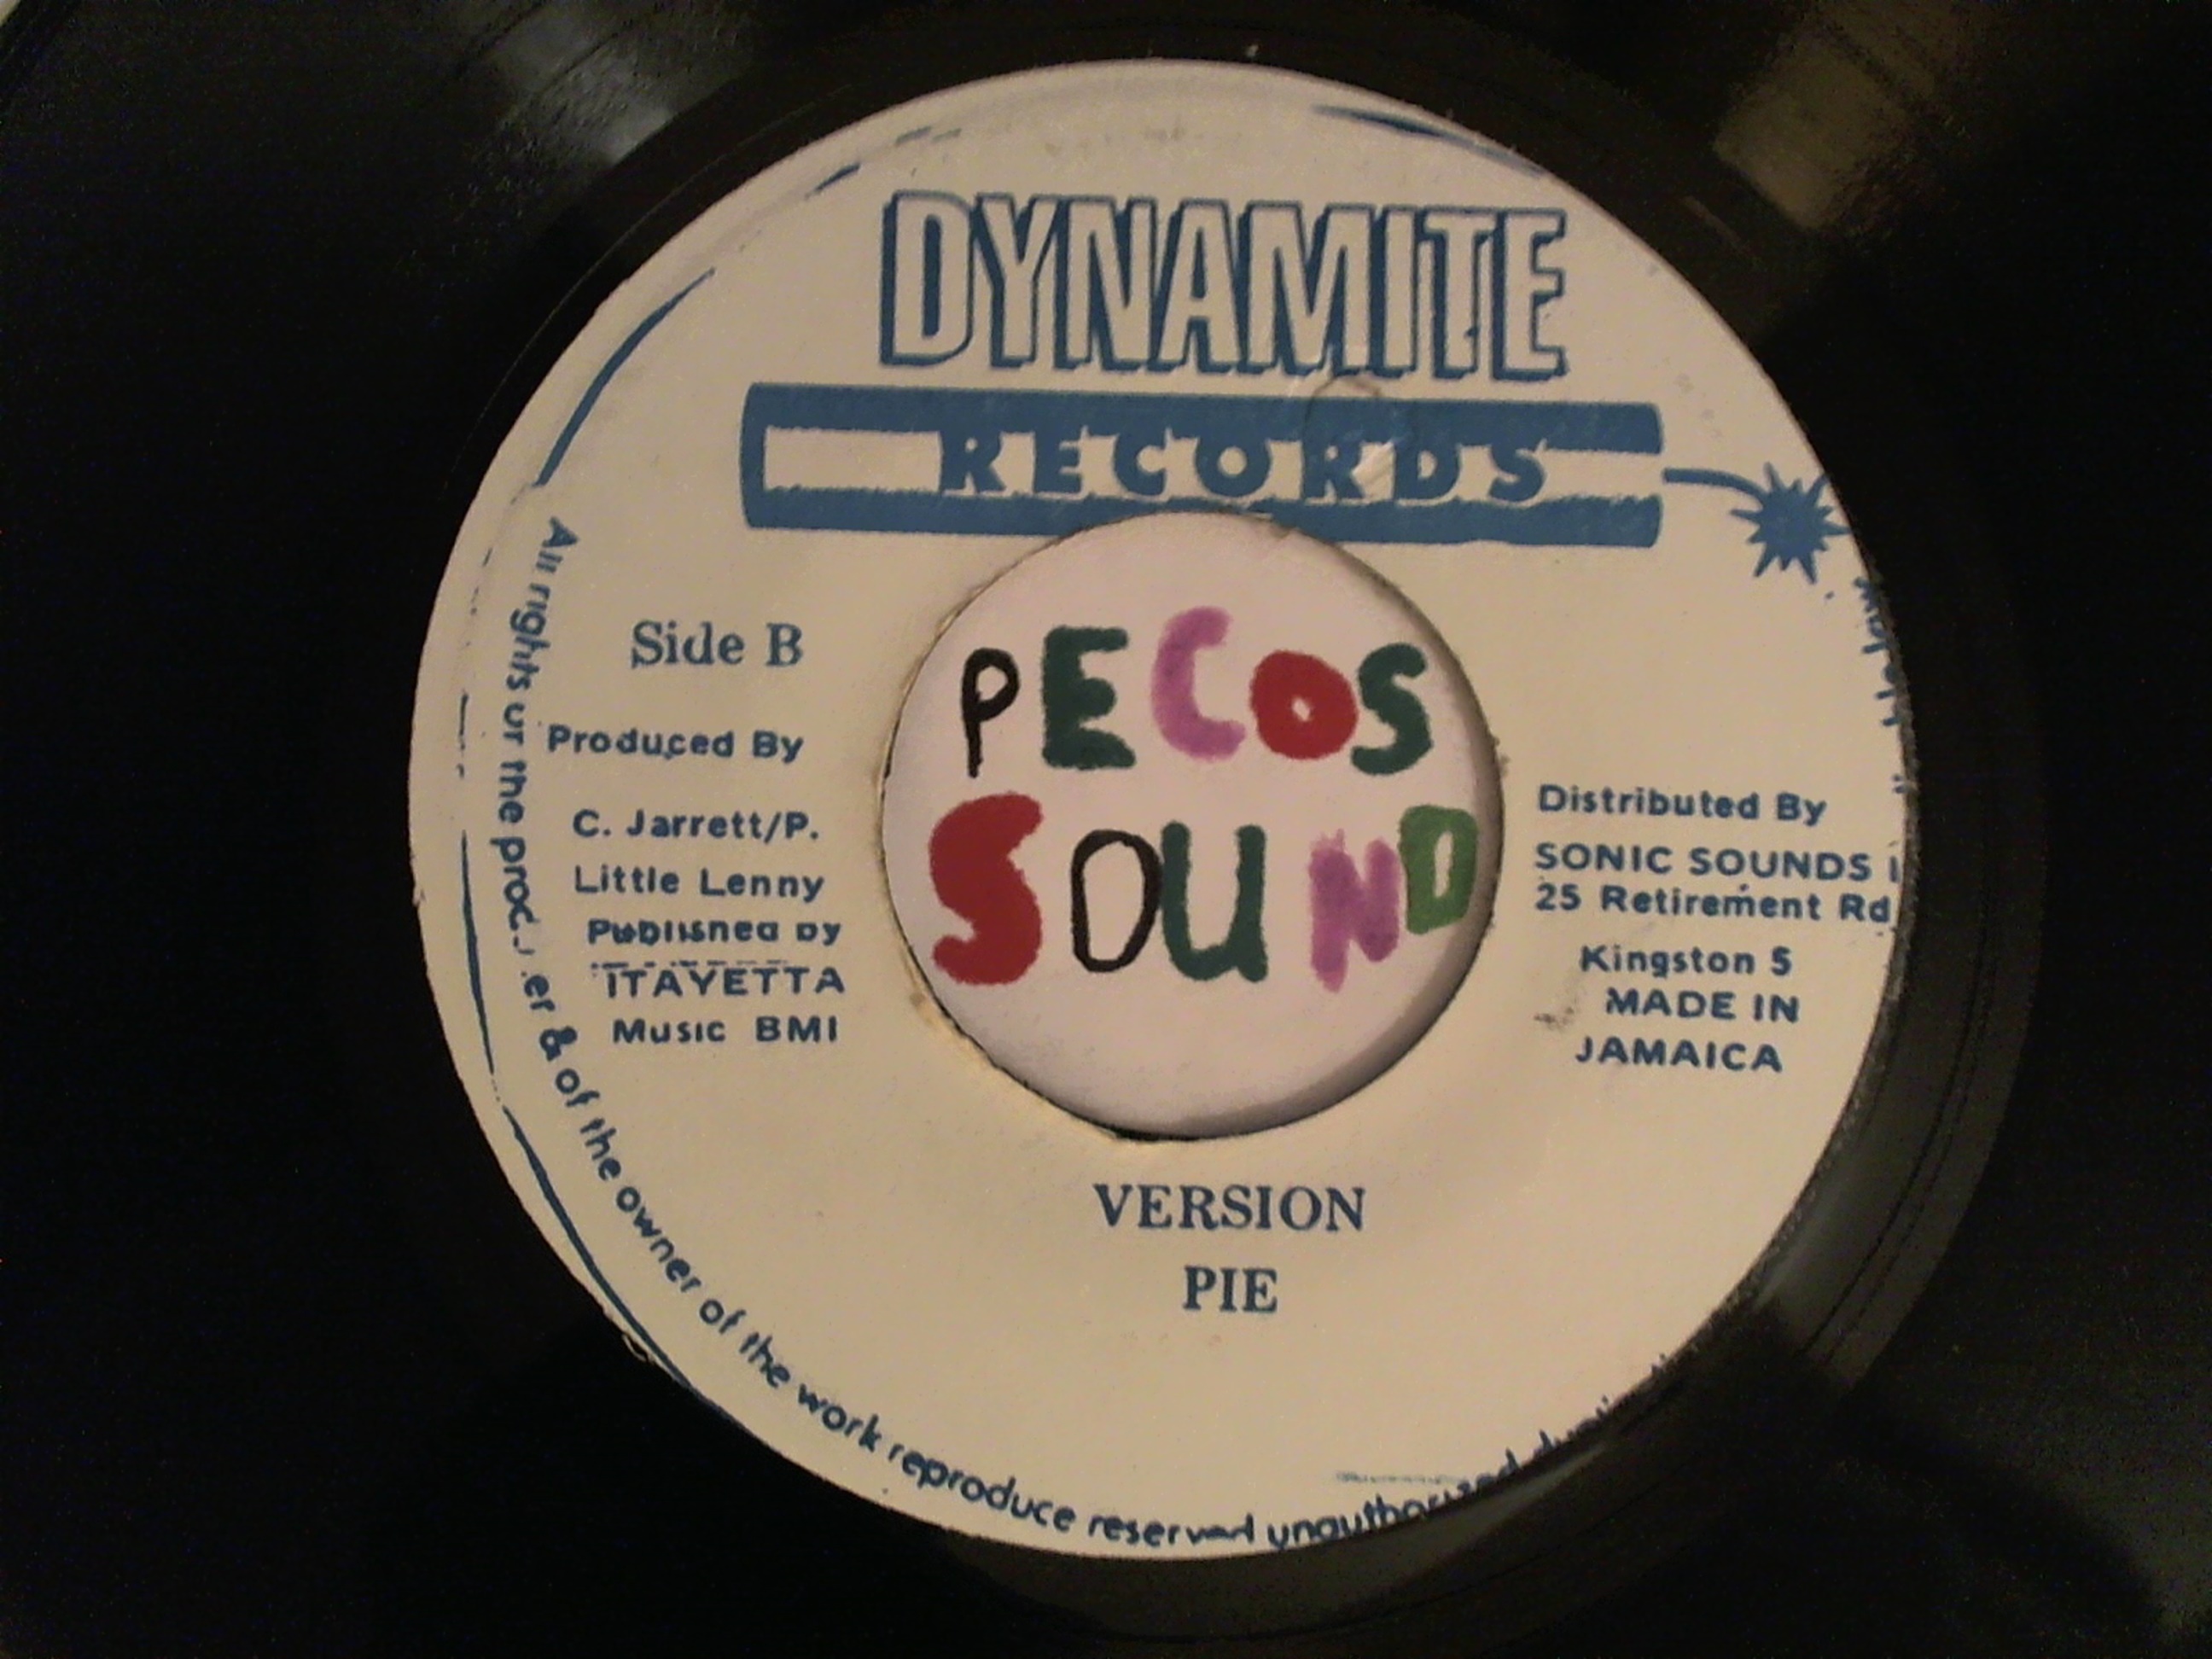 DYNAMITE
RECORDS
Side B
Produced By
C. Jarrett/P.
Little Lenny
Published by
ITAYETTA
Music BMI
PECOS
SOUND
Distributed By
SONIC SOUNDS
25 Retirement Rd
Kingston 5
MADE IN
JAMAICA
VERSION
PIE
All rights of the producer & of the owner of the work reproduce reserved unauthorized